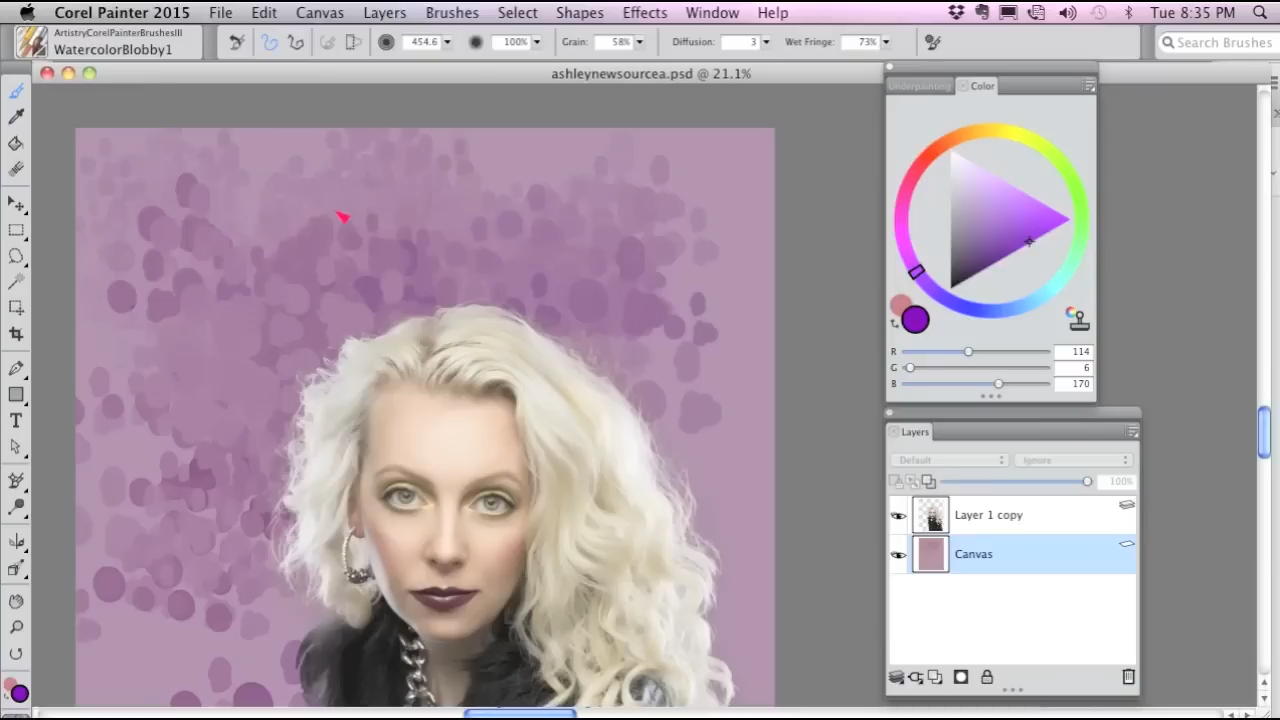 Corel Painter 2015 File Edit Canvas Layers Brushes Select Shapes Effects Window Help Tue 8:35 PM
ArtistryCorelPainterBrushesIII
WatercolorBlobby1
454.6 100% Grain: 58% Diffusion: 3 Wet Fringe: 73% Search Brushes
ashleynewsourcea.psd @ 21.1%
Underpainting Color
R 114
G 6
B 170
Layers
Default Ignore
100%
Layer 1 copy
Canvas
T